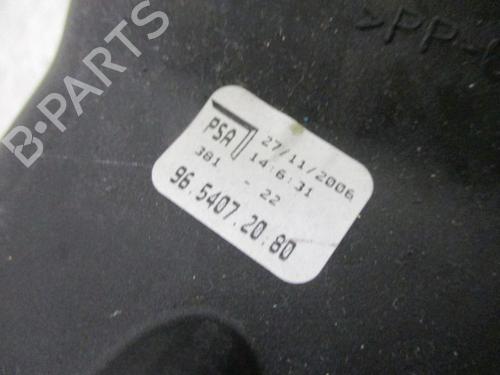 >PP-
PSA
27/11/2006
14:6:31
381 - 22
96.5407.20.80
B-PARTS